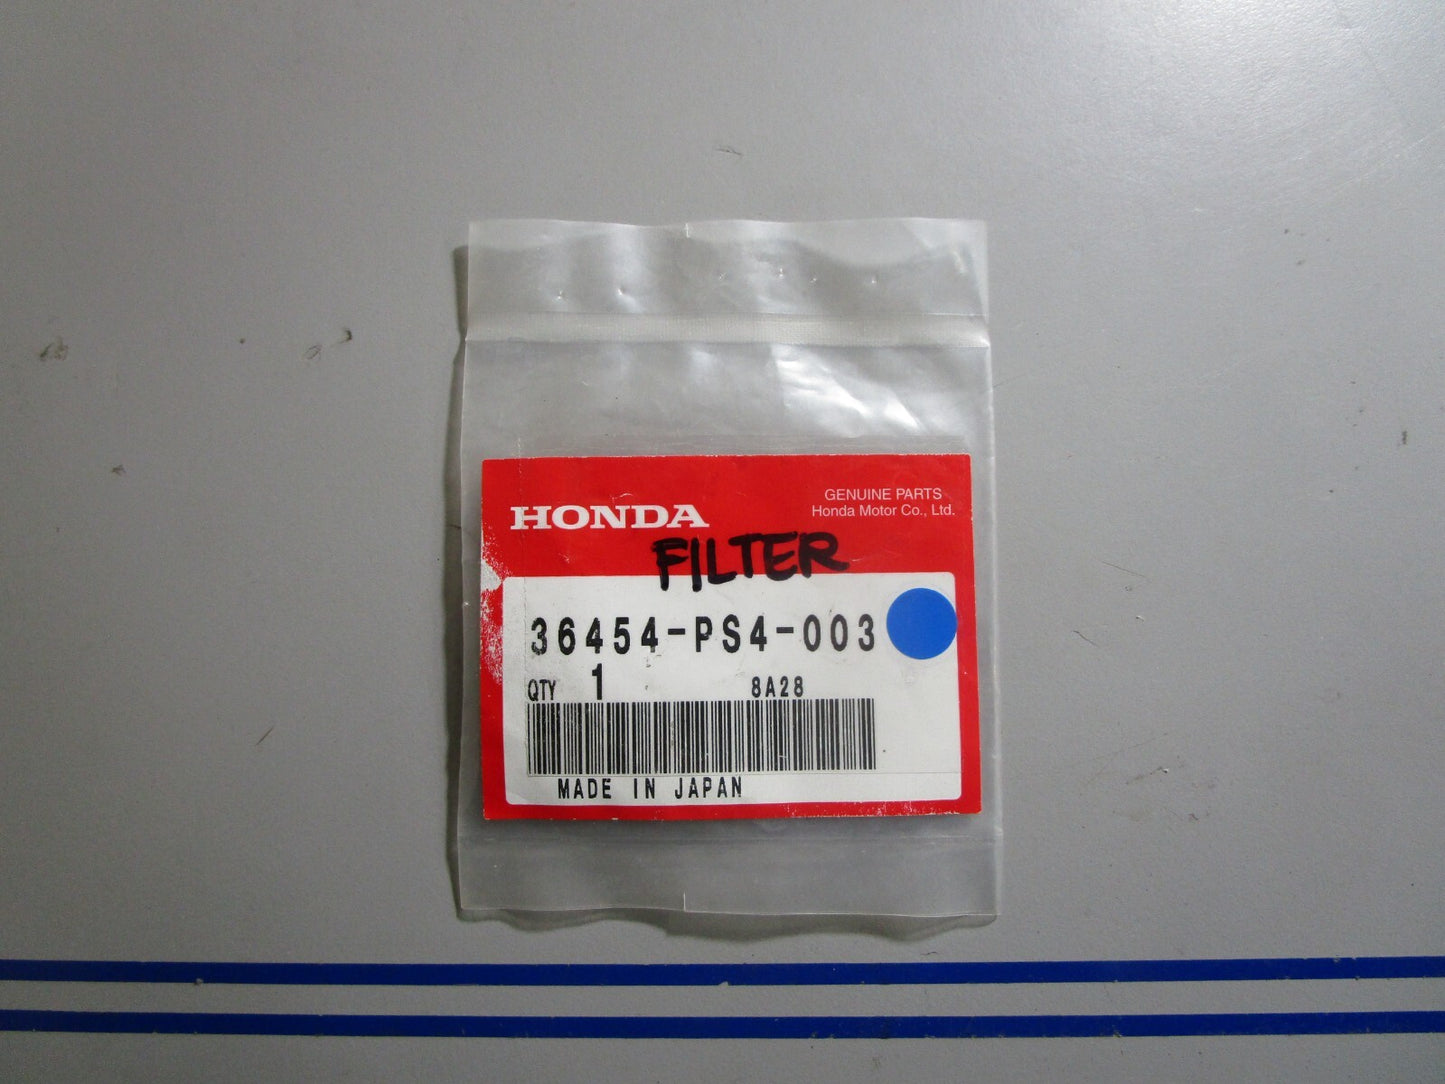 HONDA
GENUINE PARTS
Honda Motor Co., Ltd.
FILTER
36454-PS4-003
QTY 1 8A28
MADE IN JAPAN